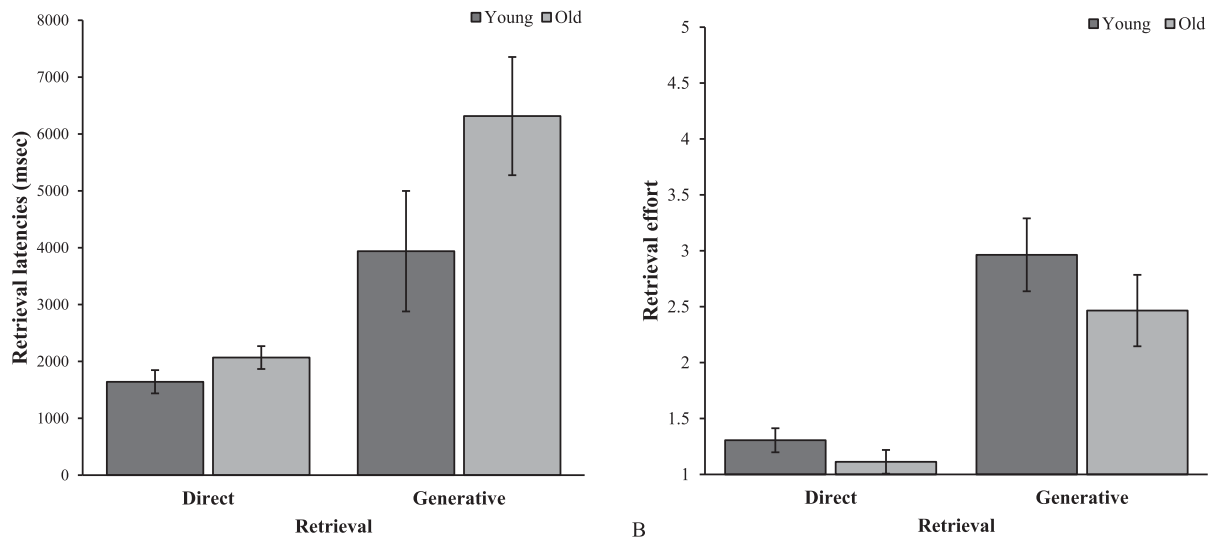 Young Old
8000
7000
6000
5000
4000
3000
2000
1000
0
Retrieval latencies (msec)
Direct Generative
Retrieval
B
Young Old
5
4.5
4
3.5
3
2.5
2
1.5
1
Retrieval effort
Direct Generative
Retrieval